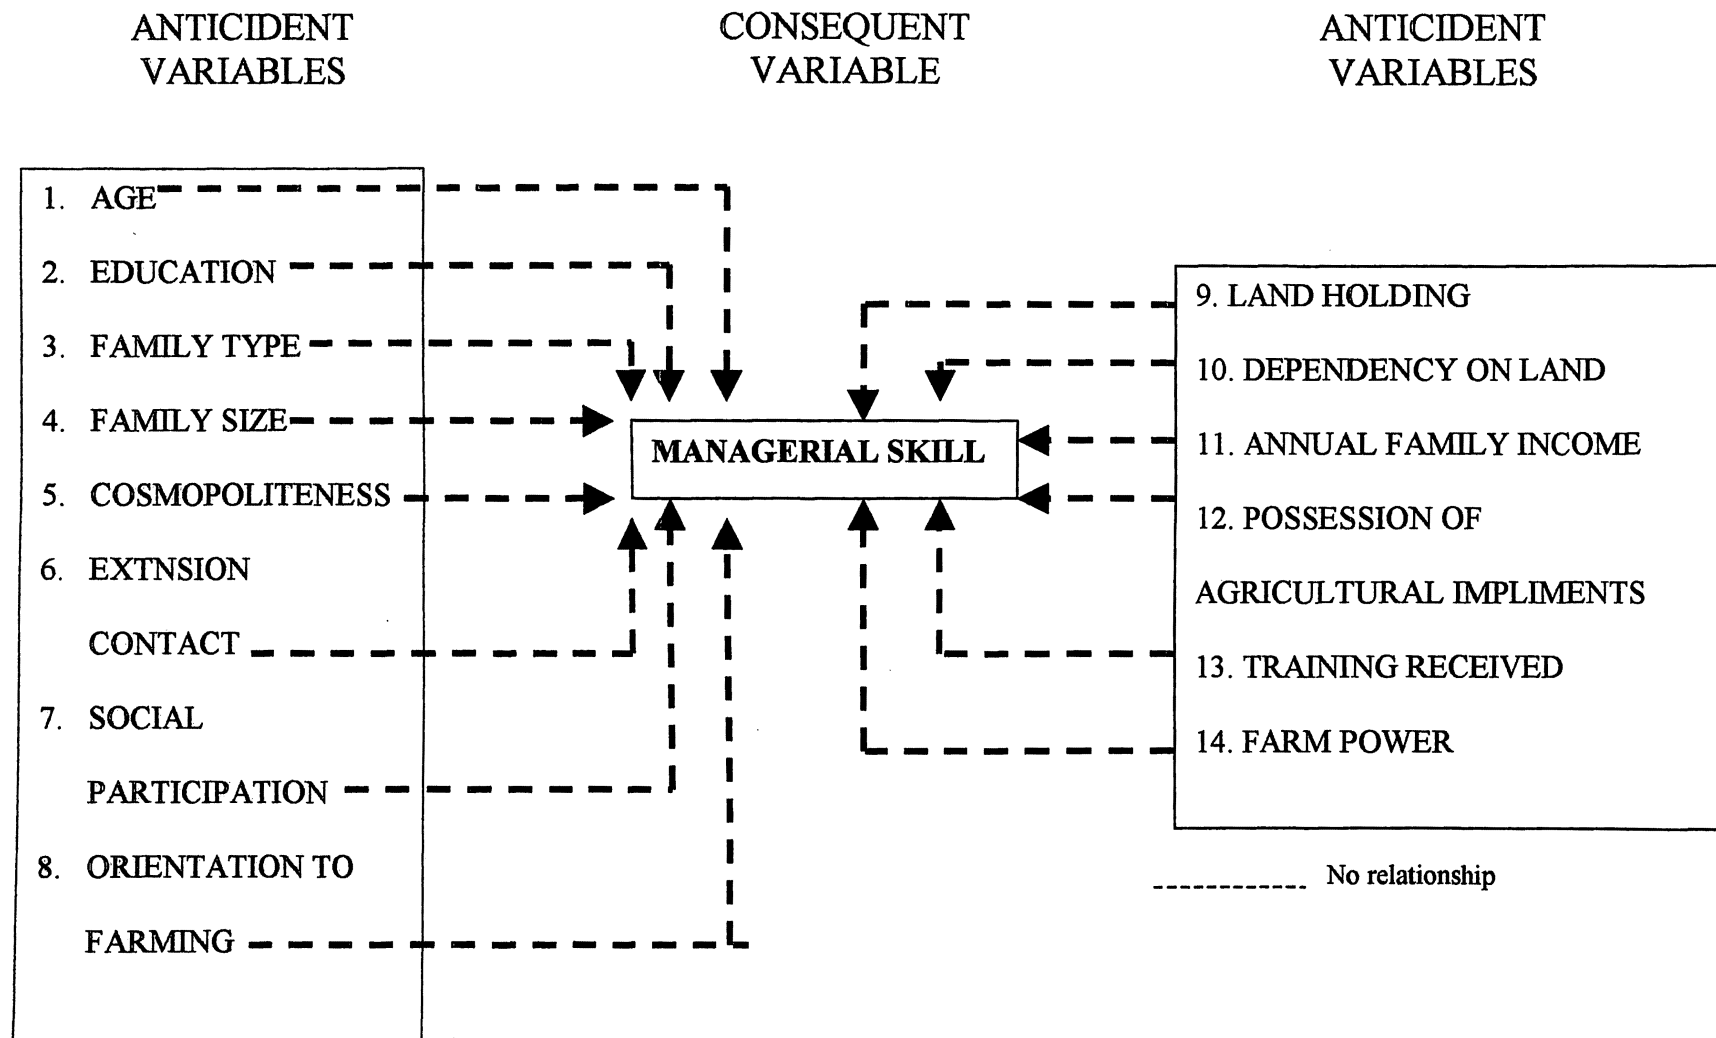 ANTICIDENT
VARIABLES
CONSEQUENT
VARIABLE
ANTICIDENT
VARIABLES
1. AGE
2. EDUCATION
3. FAMILY TYPE
4. FAMILY SIZE
5. COSMOPOLITENESS
6. EXTNSION
CONTACT
7. SOCIAL
PARTICIPATION
8. ORIENTATION TO
FARMING
MANAGERIAL SKILL
9. LAND HOLDING
10. DEPENDENCY ON LAND
11. ANNUAL FAMILY INCOME
12. POSSESSION OF
AGRICULTURAL IMPLIMENTS
13. TRAINING RECEIVED
14. FARM POWER
No relationship